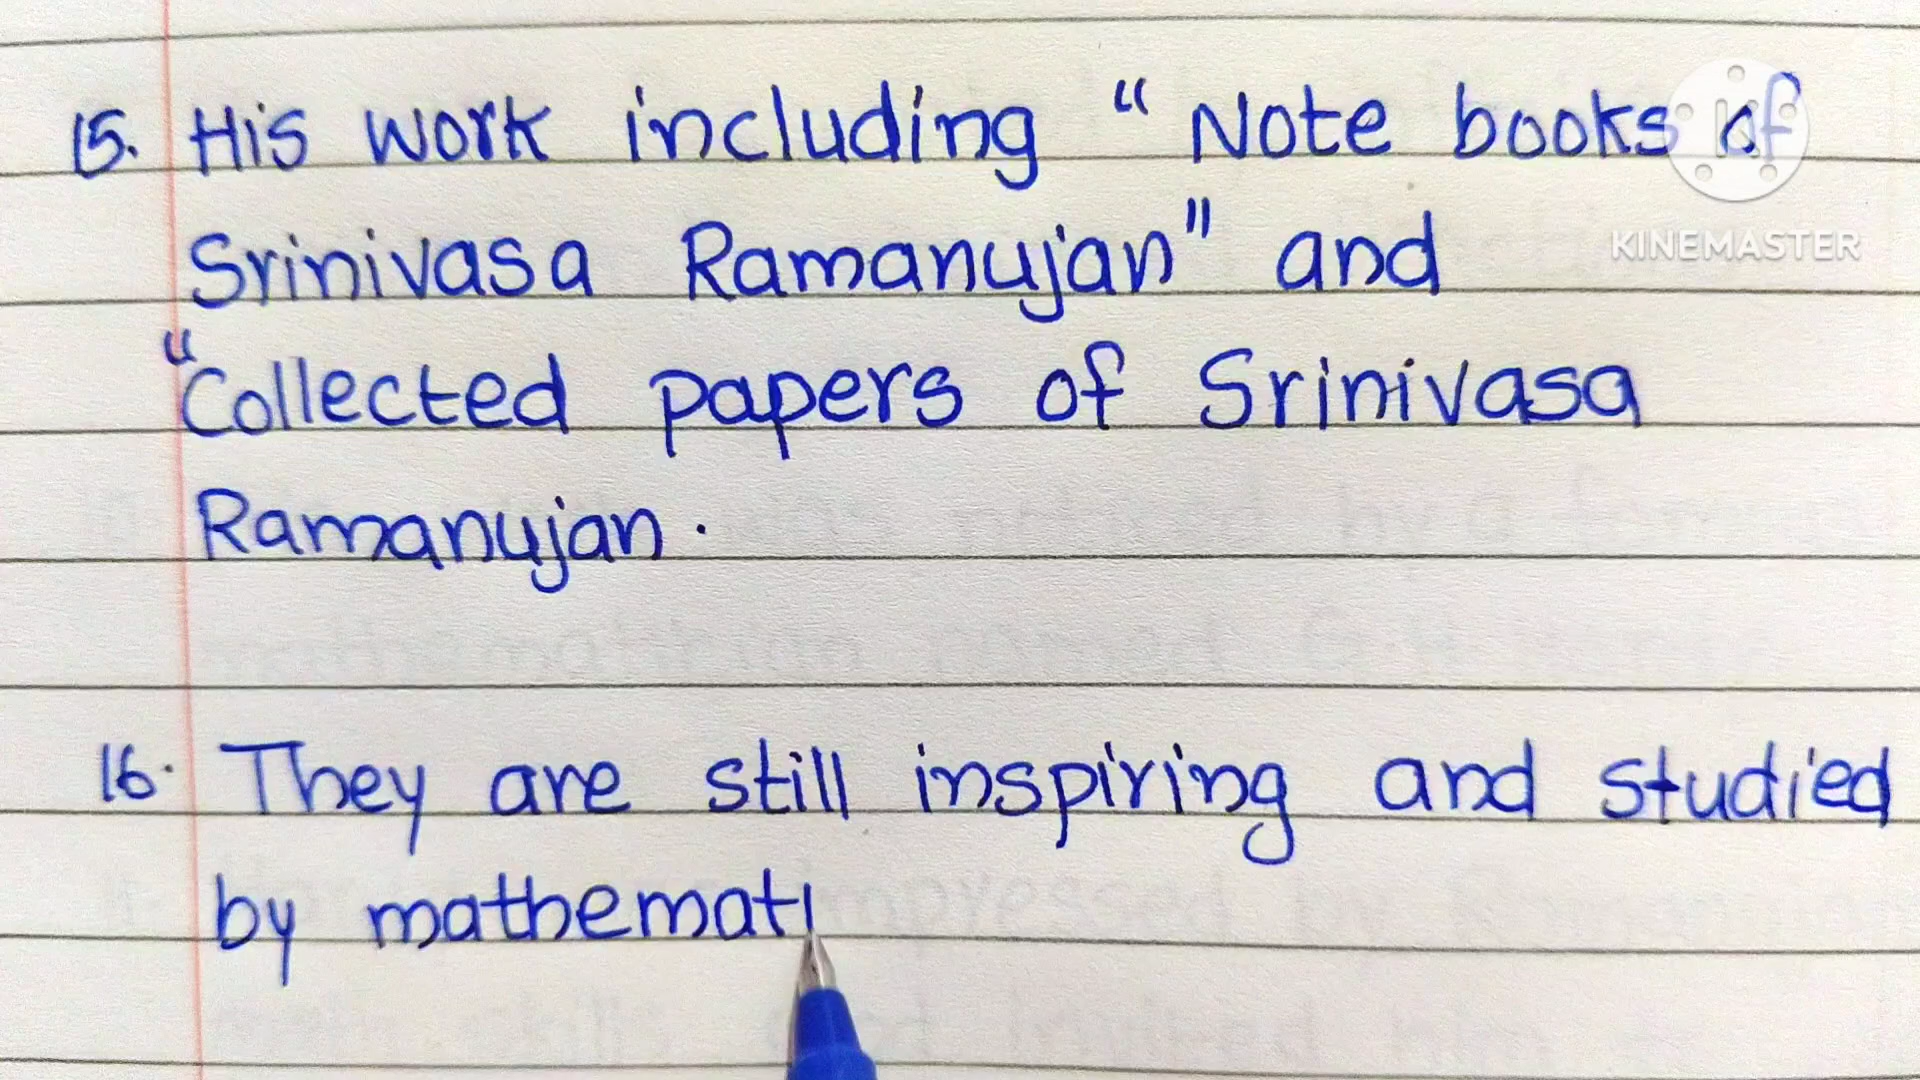 15. His work including “Note books of
Srinivasa Ramanujan” and
“Collected papers of Srinivasa
Ramanujan.
16. They are still inspiring and studied
by mathemati
KINEMASTER